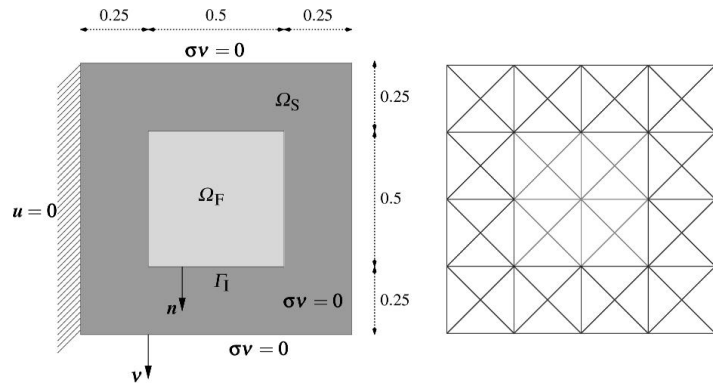 0.25 0.5 0.25
σν = 0
Ω_S
0.25
Ω_F
u = 0
0.5
Γ_I
σν = 0
n
0.25
σν = 0
ν